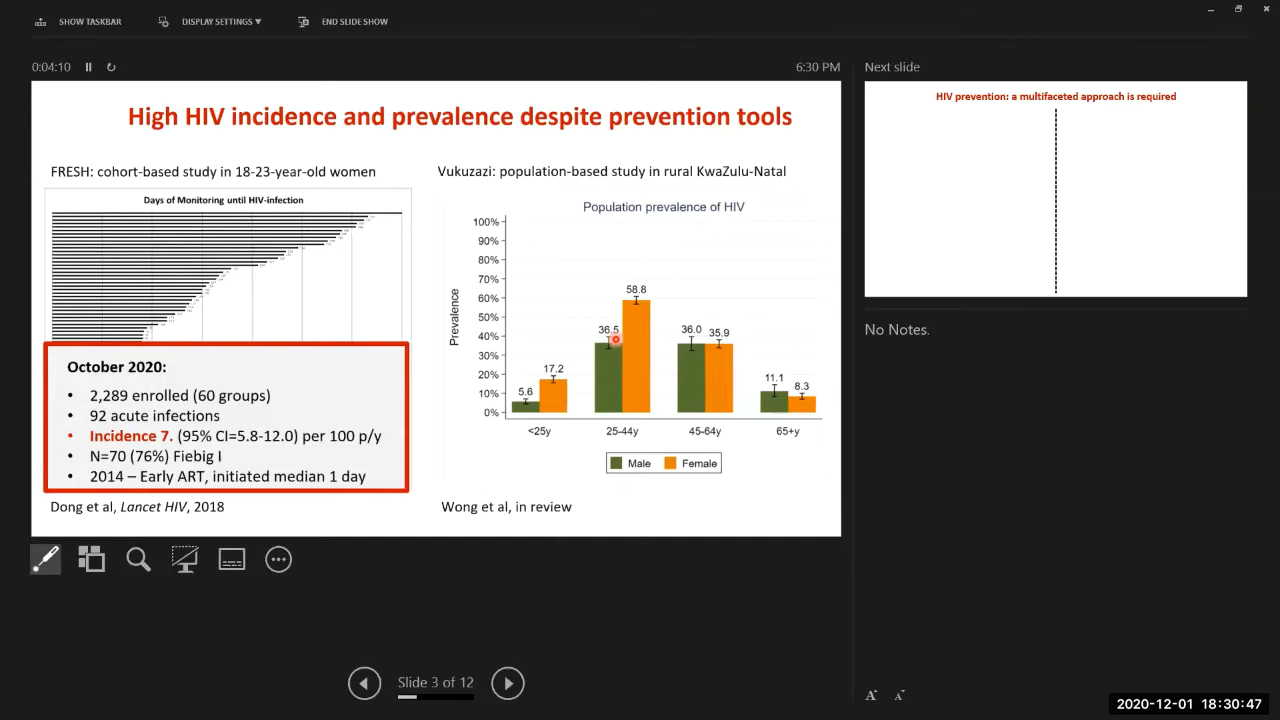 SHOW TASKBAR
DISPLAY SETTINGS ▼
END SLIDE SHOW
0:04:10
6:30 PM
Next slide
High HIV incidence and prevalence despite prevention tools
FRESH: cohort-based study in 18-23-year-old women
Days of Monitoring until HIV-infection
October 2020:
• 2,289 enrolled (60 groups)
• 92 acute infections
• Incidence 7. (95% CI=5.8-12.0) per 100 p/y
• N=70 (76%) Fiebig I
• 2014 – Early ART, initiated median 1 day
Dong et al, Lancet HIV, 2018
Vukuzazi: population-based study in rural KwaZulu-Natal
Population prevalence of HIV
Prevalence
100%
90%
80%
70%
60%
50%
40%
30%
20%
10%
0%
5.6
17.2
36.5
58.8
36.0
35.9
11.1
8.3
<25y
25-44y
45-64y
65+y
Male
Female
Wong et al, in review
HIV prevention: a multifaceted approach is required
No Notes.
Slide 3 of 12
A A
2020-12-01 18:30:47